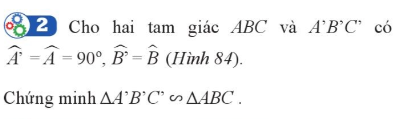 2 Cho hai tam giác ABC và A’B’C’ có
Â’ = Â = 90°, B̂’ = B̂ (Hình 84).
Chứng minh ΔA’B’C’ ∽ ΔABC .